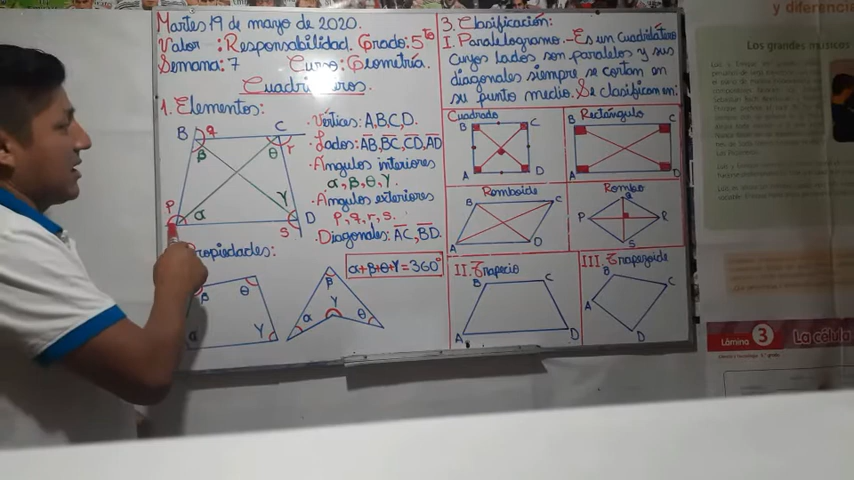 Martes 19 de mayo de 2020.
Valor : Responsabilidad. Grado: 5to
Semana: 7 Curso: Geometría.
1. Elementos:
B q C r
β θ
P α γ D
S
· Vértices: A,B,C,D.
· Lados: AB, BC, CD, AD
· Ángulos interiores
α, β, θ, γ.
· Ángulos exteriores
p, q, r, s.
· Diagonales: AC, BD.
ropiedades:
α+β+θ+γ=360°
β θ
α γ
β
γ
α θ
3. Clasificación:
I. Paralelogramo.- Es un cuadrilátero
cuyos lados son paralelos y sus
diagonales siempre se cortan en
su punto medio. Se clasifican en:
Cuadrado
B C
A D
Rectángulo
B C
A D
Romboide
B C
A D
Rombo
Q
P R
S
II. Trapecio
B C
A D
III. Trapezoide
B C
A
D
y diferencia
Los grandes músicos
Lámina 3 La célula